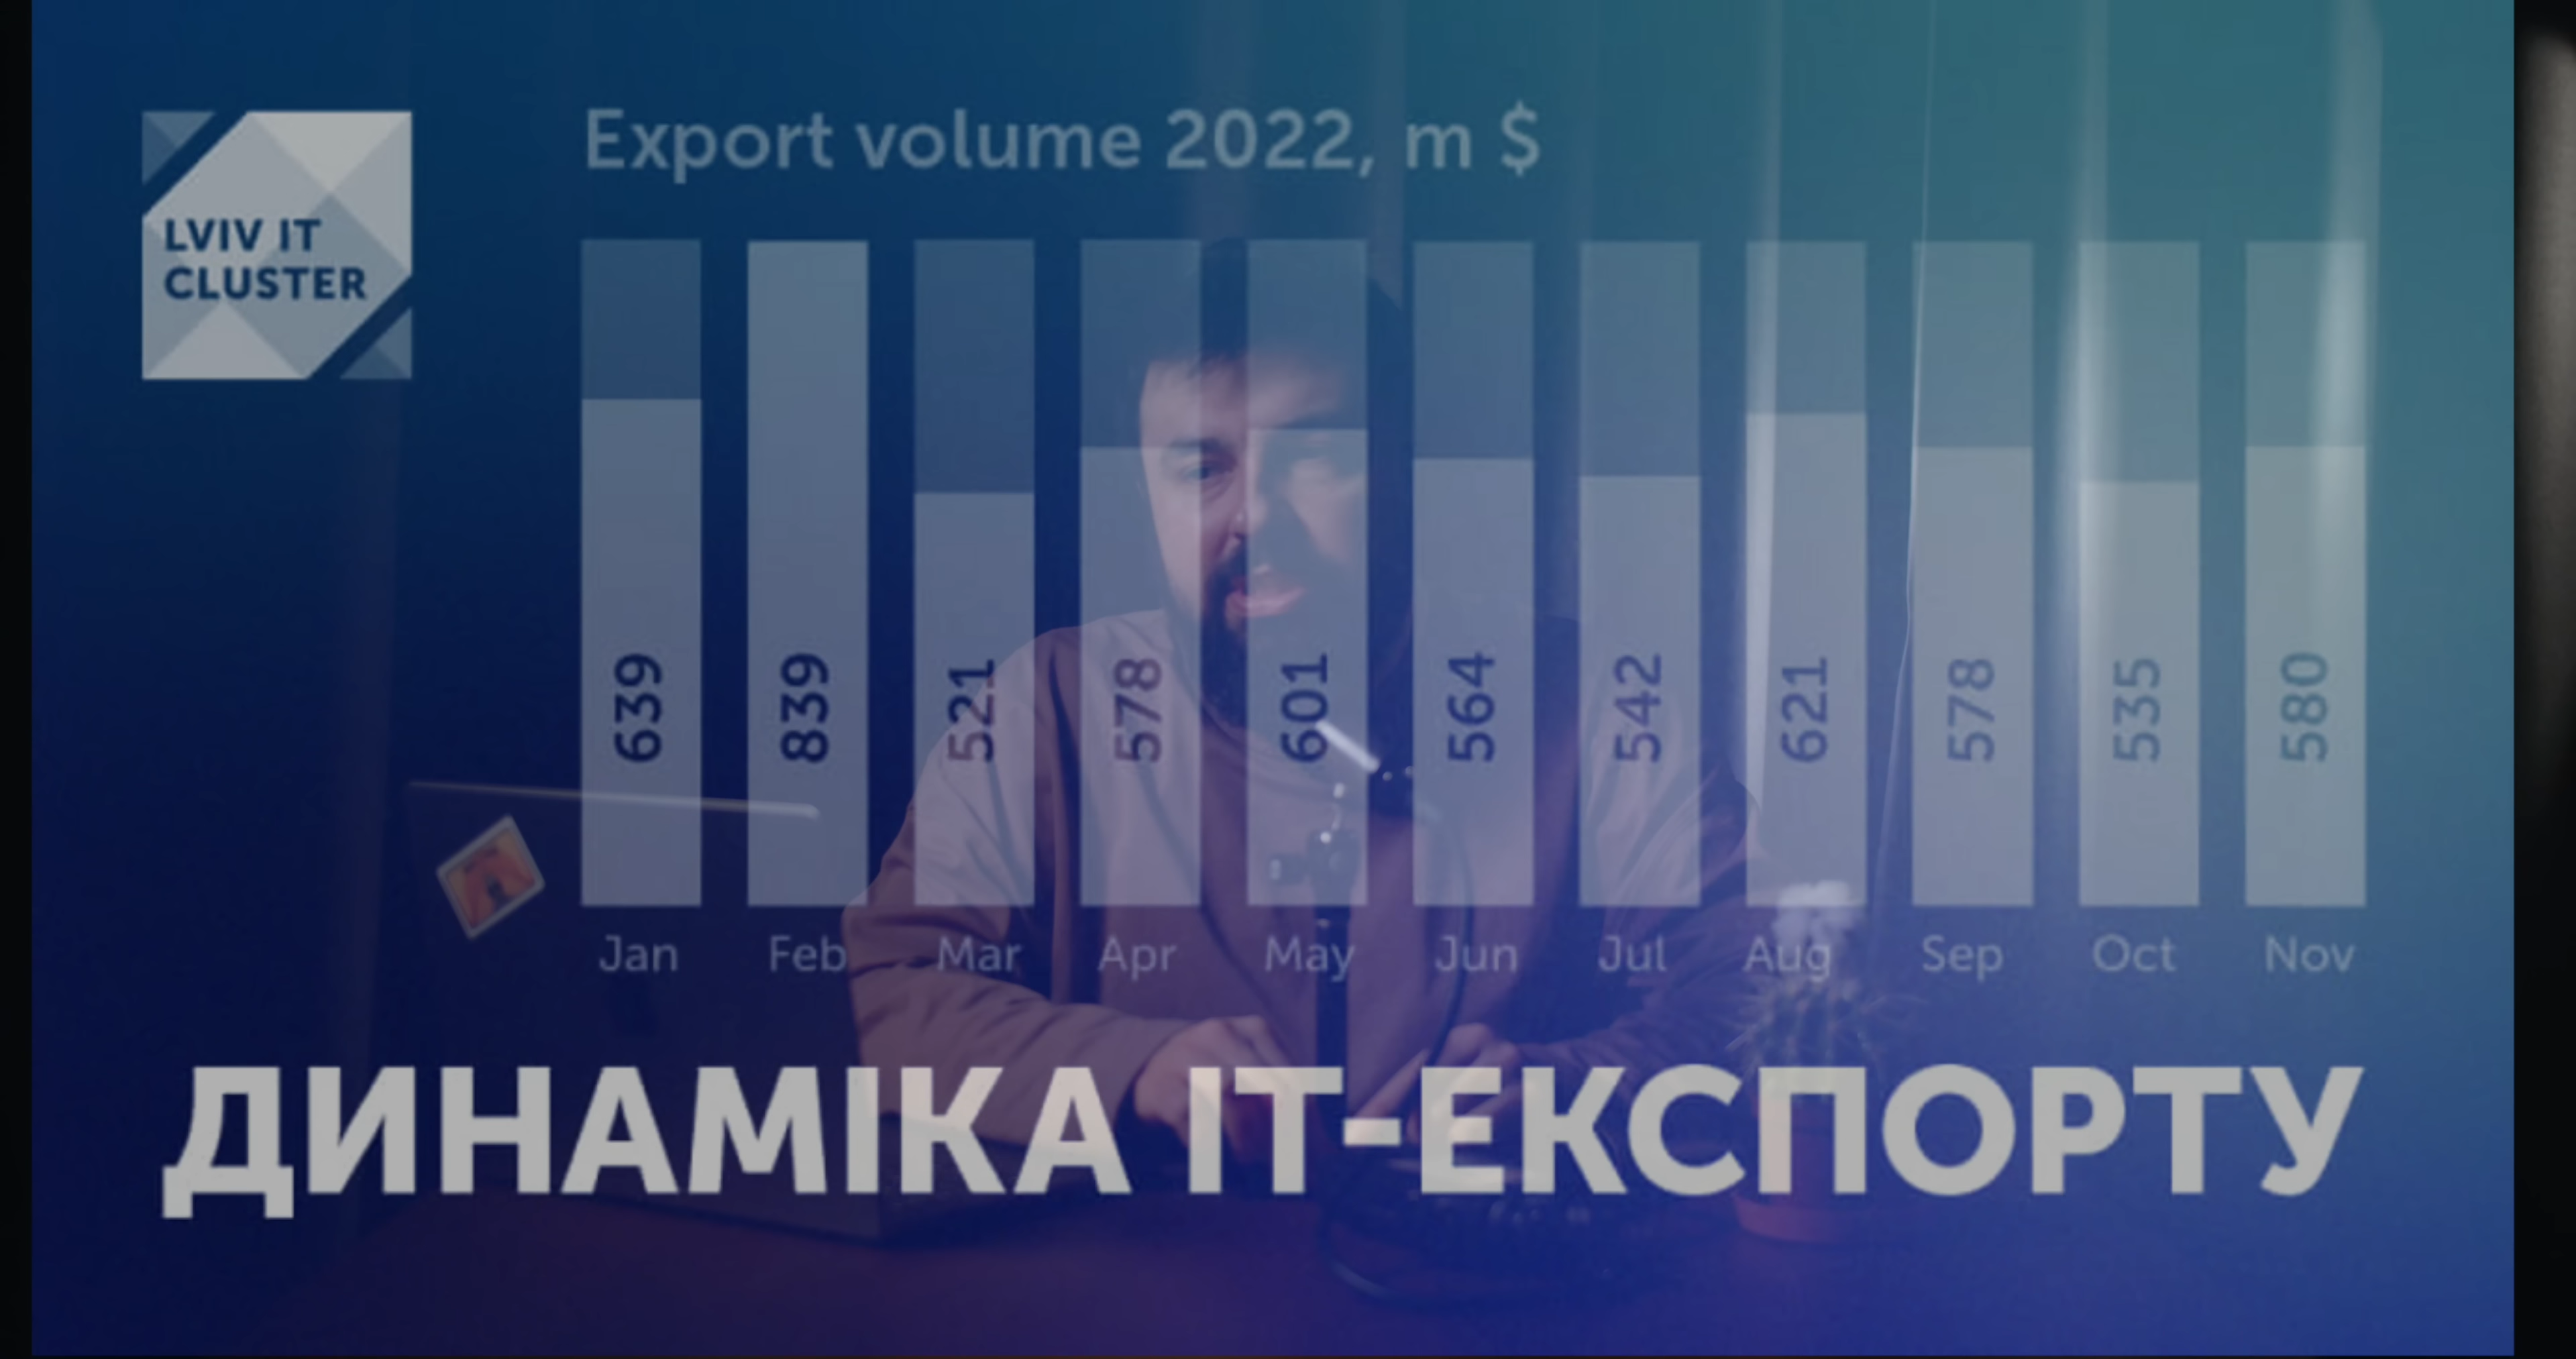 LVIV IT
CLUSTER
Export volume 2022, m $
639 839 521 578 601 564 542 621 578 535 580
Jan Feb Mar Apr May Jun Jul Aug Sep Oct Nov
ДИНАМІКА ІТ-ЕКСПОРТУ